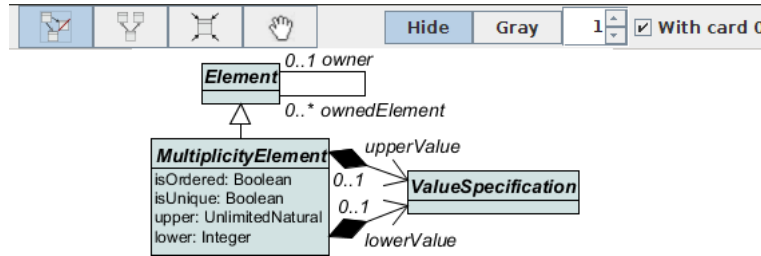 Hide Gray 1 With card 0
0..1 owner
Element
0..* ownedElement
MultiplicityElement
isOrdered: Boolean
isUnique: Boolean
upper: UnlimitedNatural
lower: Integer
upperValue
0..1
ValueSpecification
0..1
lowerValue